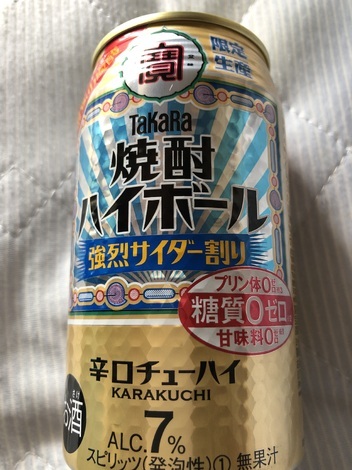 寶
限定
生産
TaKaRa
焼酎
ハイボール
強烈サイダー割り
プリン体0
糖質0ゼロ
甘味料0
辛口チューハイ
KARAKUCHI
ALC.7%
酒
スピリッツ(発泡性)① 無果汁